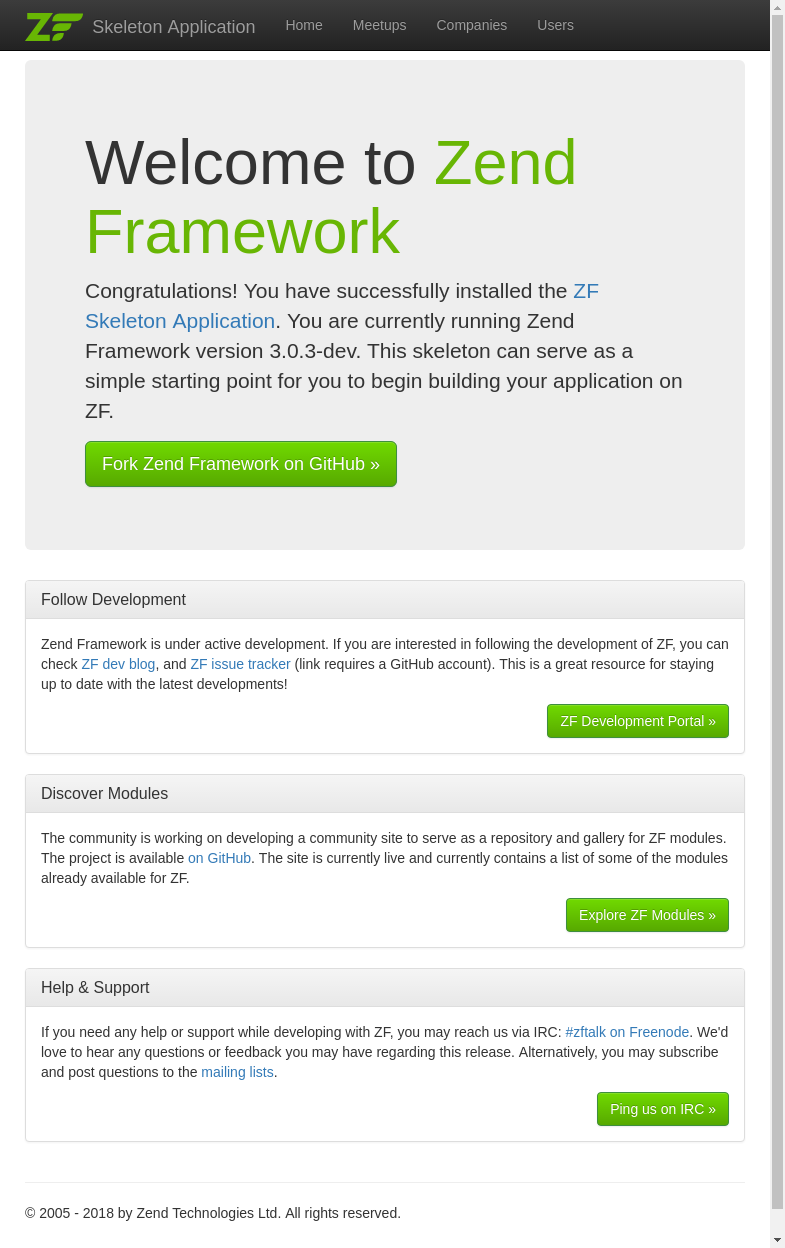 ZF Skeleton Application Home Meetups Companies Users
Welcome to Zend
Framework
Congratulations! You have successfully installed the ZF
Skeleton Application. You are currently running Zend
Framework version 3.0.3-dev. This skeleton can serve as a
simple starting point for you to begin building your application on
ZF.
Fork Zend Framework on GitHub »
Follow Development
Zend Framework is under active development. If you are interested in following the development of ZF, you can
check ZF dev blog, and ZF issue tracker (link requires a GitHub account). This is a great resource for staying
up to date with the latest developments!
ZF Development Portal »
Discover Modules
The community is working on developing a community site to serve as a repository and gallery for ZF modules.
The project is available on GitHub. The site is currently live and currently contains a list of some of the modules
already available for ZF.
Explore ZF Modules »
Help & Support
If you need any help or support while developing with ZF, you may reach us via IRC: #zftalk on Freenode. We'd
love to hear any questions or feedback you may have regarding this release. Alternatively, you may subscribe
and post questions to the mailing lists.
Ping us on IRC »
© 2005 - 2018 by Zend Technologies Ltd. All rights reserved.